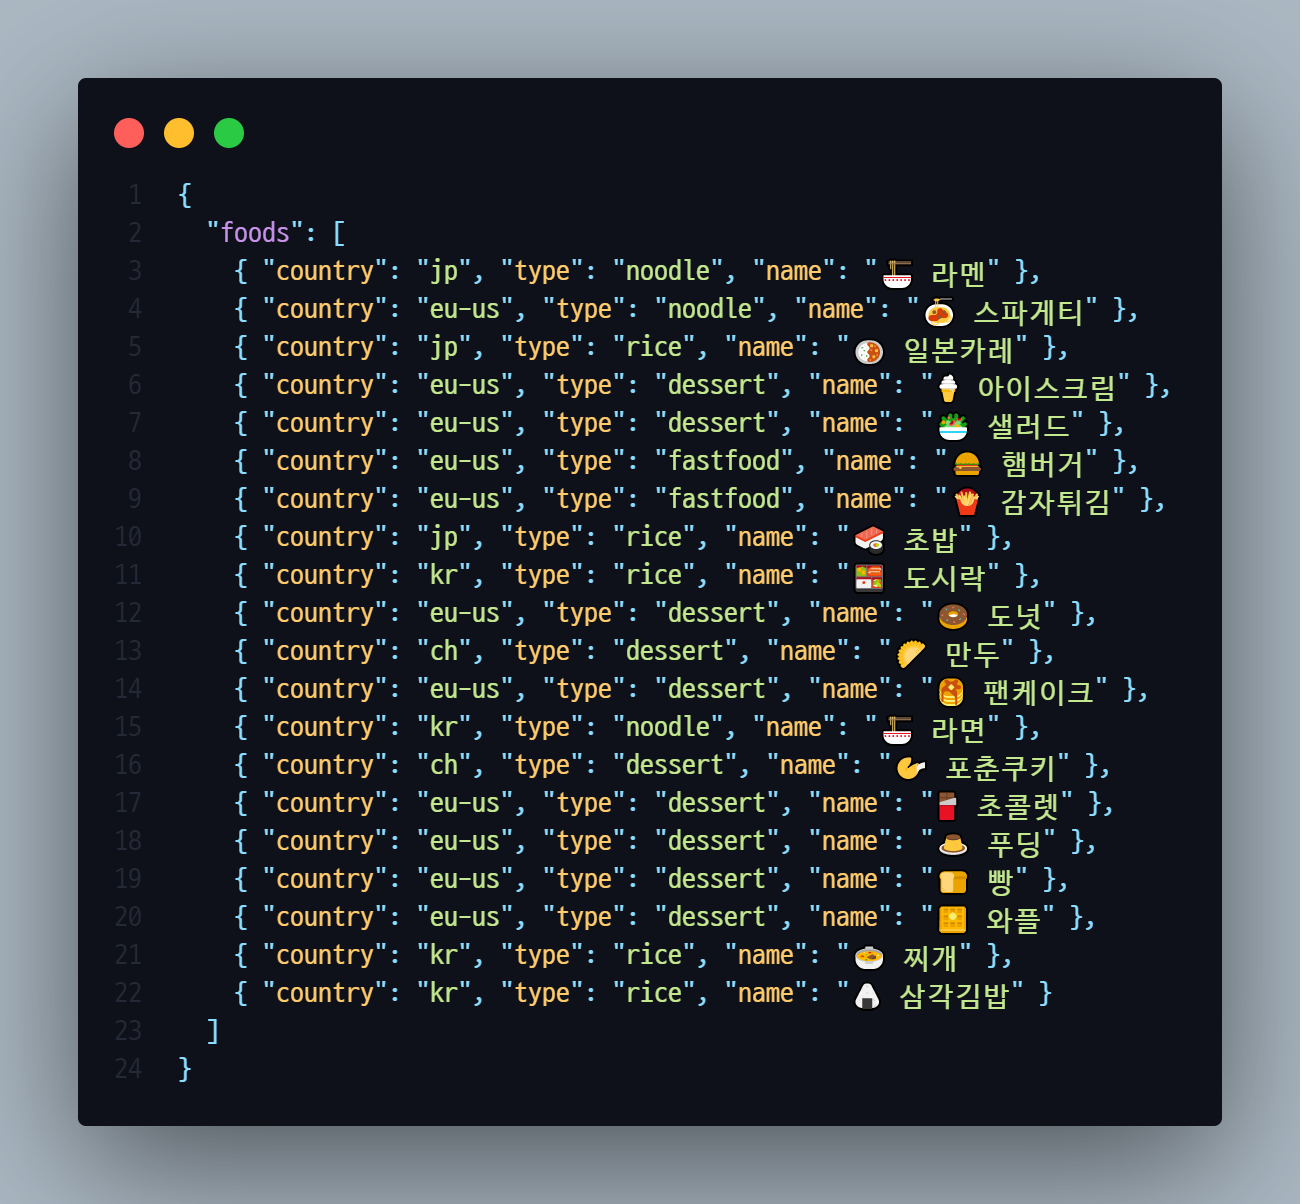 1 {
2   "foods": [
3     { "country": "jp", "type": "noodle", "name": "🍜 라멘" },
4     { "country": "eu-us", "type": "noodle", "name": "🍝 스파게티" },
5     { "country": "jp", "type": "rice", "name": "🍛 일본카레" },
6     { "country": "eu-us", "type": "dessert", "name": "🍦 아이스크림" },
7     { "country": "eu-us", "type": "dessert", "name": "🥗 샐러드" },
8     { "country": "eu-us", "type": "fastfood", "name": "🍔 햄버거" },
9     { "country": "eu-us", "type": "fastfood", "name": "🍟 감자튀김" },
10     { "country": "jp", "type": "rice", "name": "🍣 초밥" },
11     { "country": "kr", "type": "rice", "name": "🍱 도시락" },
12     { "country": "eu-us", "type": "dessert", "name": "🍩 도넛" },
13     { "country": "ch", "type": "dessert", "name": "🥟 만두" },
14     { "country": "eu-us", "type": "dessert", "name": "🥞 팬케이크" },
15     { "country": "kr", "type": "noodle", "name": "🍜 라면" },
16     { "country": "ch", "type": "dessert", "name": "🥠 포춘쿠키" },
17     { "country": "eu-us", "type": "dessert", "name": "🍫 초콜렛" },
18     { "country": "eu-us", "type": "dessert", "name": "🍮 푸딩" },
19     { "country": "eu-us", "type": "dessert", "name": "🍞 빵" },
20     { "country": "eu-us", "type": "dessert", "name": "🧇 와플" },
21     { "country": "kr", "type": "rice", "name": "🍲 찌개" },
22     { "country": "kr", "type": "rice", "name": "🍙 삼각김밥" }
23   ]
24 }